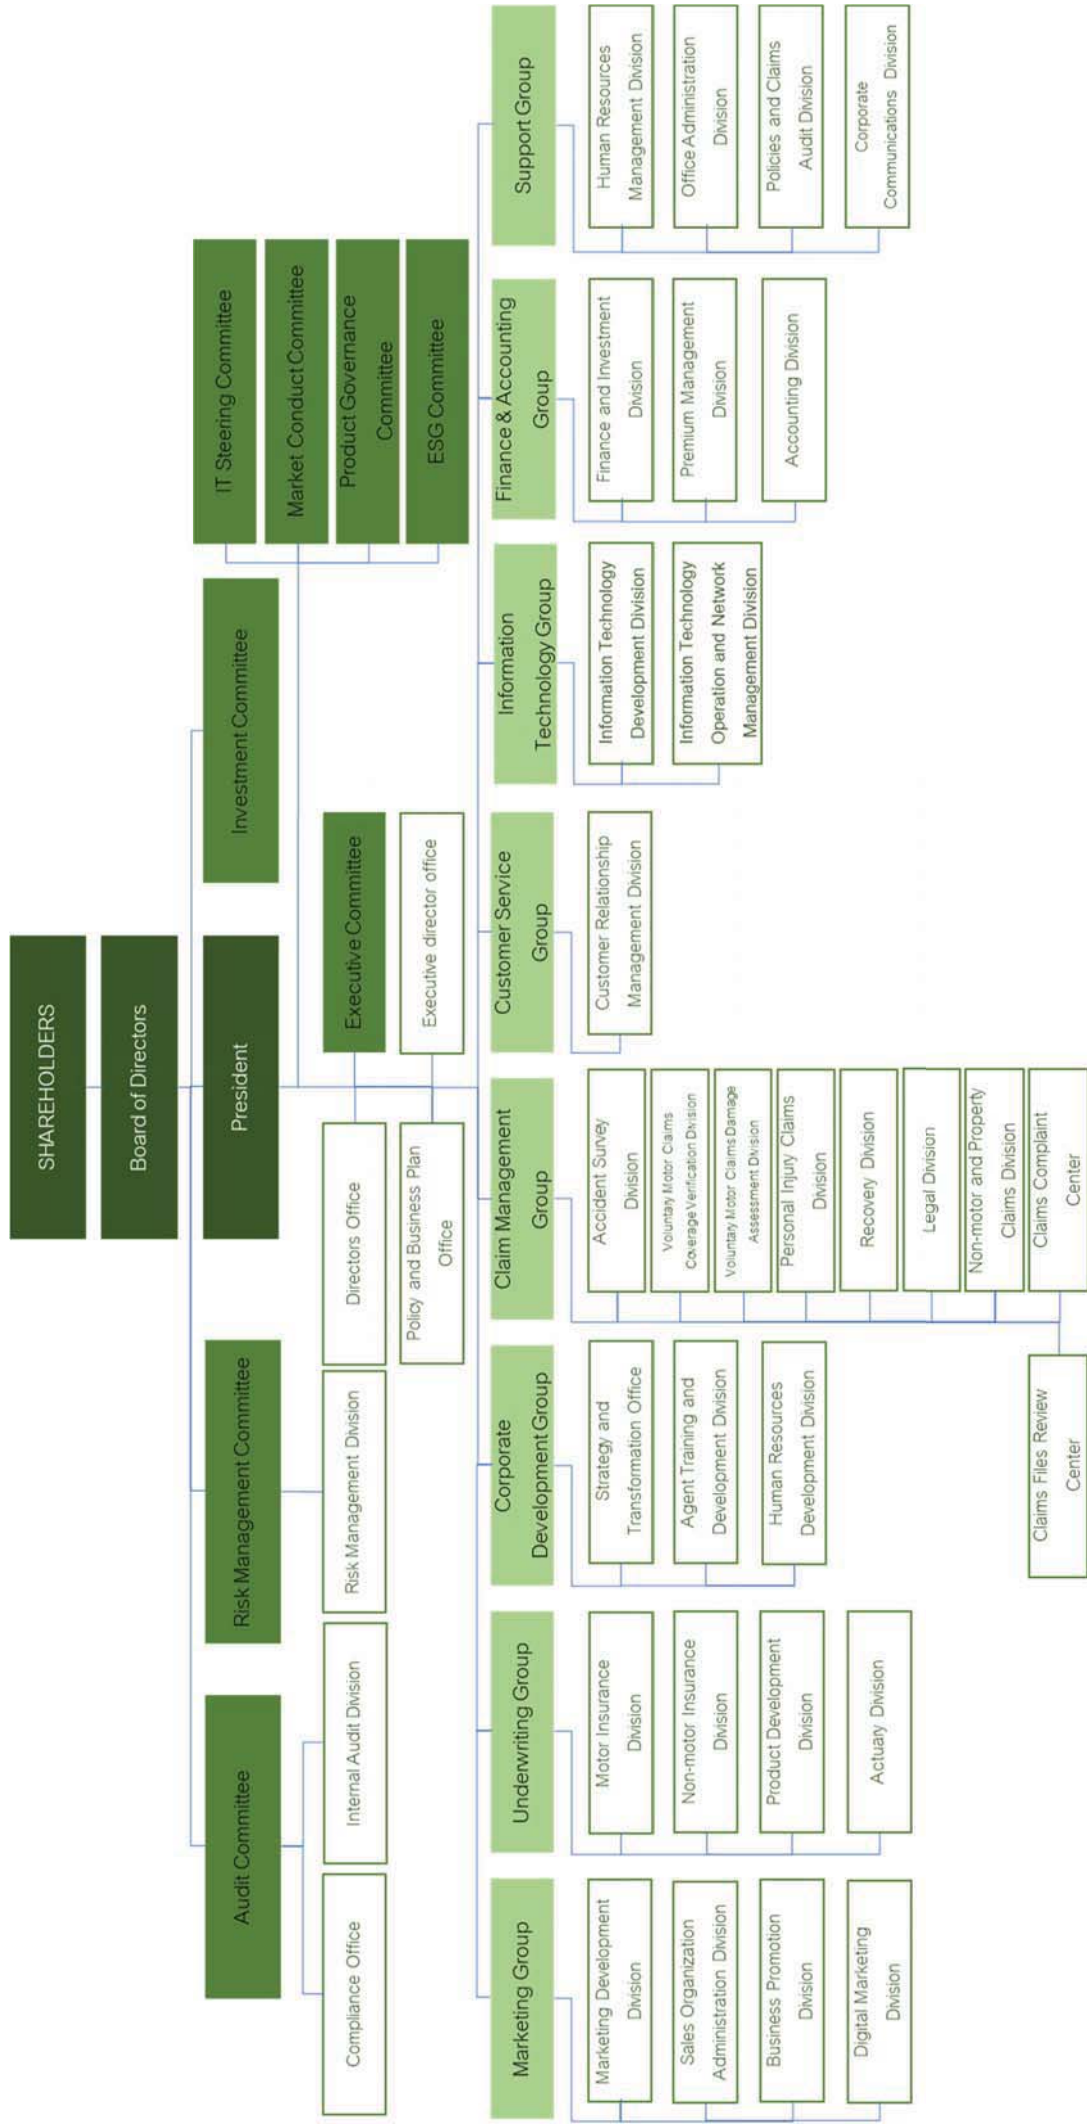 SHAREHOLDERS
Board of Directors
President
Audit Committee
Risk Management Committee
Investment Committee
IT Steering Committee
Market Conduct Committee
Product Governance
Committee
ESG Committee
Compliance Office
Internal Audit Division
Risk Management Division
Directors Office
Executive Committee
Policy and Business Plan
Office
Executive director office
Marketing Group
Marketing Development
Division
Sales Organization
Administration Division
Business Promotion
Division
Digital Marketing
Division
Underwriting Group
Motor Insurance
Division
Non-motor Insurance
Division
Product Development
Division
Actuary Division
Corporate
Development Group
Strategy and
Transformation Office
Agent Training and
Development Division
Human Resources
Development Division
Claim Management
Group
Accident Survey
Division
Voluntary Motor Claims
Coverage Verification Division
Voluntary Motor Claims Damage
Assessment Division
Personal Injury Claims
Division
Recovery Division
Legal Division
Non-motor and Property
Claims Division
Claims Files Review
Center
Claims Complaint
Center
Customer Service
Group
Customer Relationship
Management Division
Information
Technology Group
Information Technology
Development Division
Information Technology
Operation and Network
Management Division
Finance & Accounting
Group
Finance and Investment
Division
Premium Management
Division
Accounting Division
Support Group
Human Resources
Management Division
Office Administration
Division
Policies and Claims
Audit Division
Corporate
Communications Division